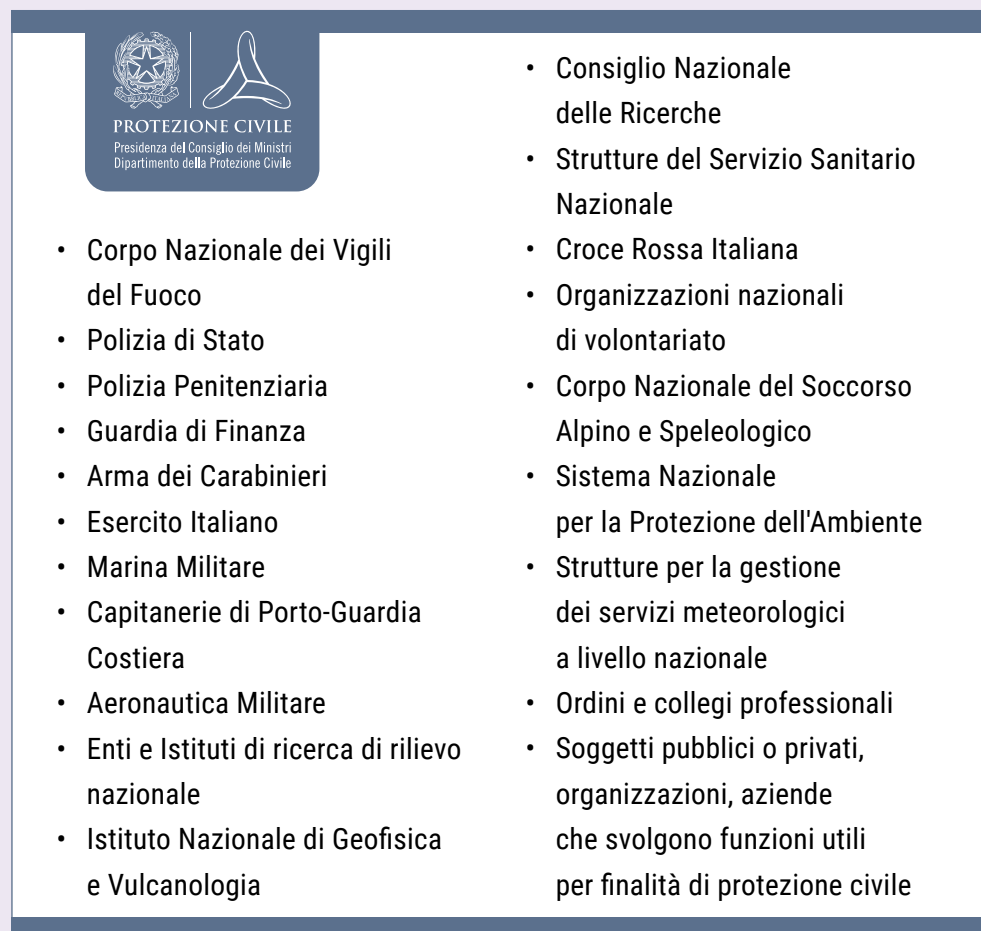 PROTEZIONE CIVILE
Presidenza del Consiglio dei Ministri
Dipartimento della Protezione Civile
• Corpo Nazionale dei Vigili
del Fuoco
• Polizia di Stato
• Polizia Penitenziaria
• Guardia di Finanza
• Arma dei Carabinieri
• Esercito Italiano
• Marina Militare
• Capitanerie di Porto-Guardia
Costiera
• Aeronautica Militare
• Enti e Istituti di ricerca di rilievo
nazionale
• Istituto Nazionale di Geofisica
e Vulcanologia
• Consiglio Nazionale
delle Ricerche
• Strutture del Servizio Sanitario
Nazionale
• Croce Rossa Italiana
• Organizzazioni nazionali
di volontariato
• Corpo Nazionale del Soccorso
Alpino e Speleologico
• Sistema Nazionale
per la Protezione dell'Ambiente
• Strutture per la gestione
dei servizi meteorologici
a livello nazionale
• Ordini e collegi professionali
• Soggetti pubblici o privati,
organizzazioni, aziende
che svolgono funzioni utili
per finalità di protezione civile